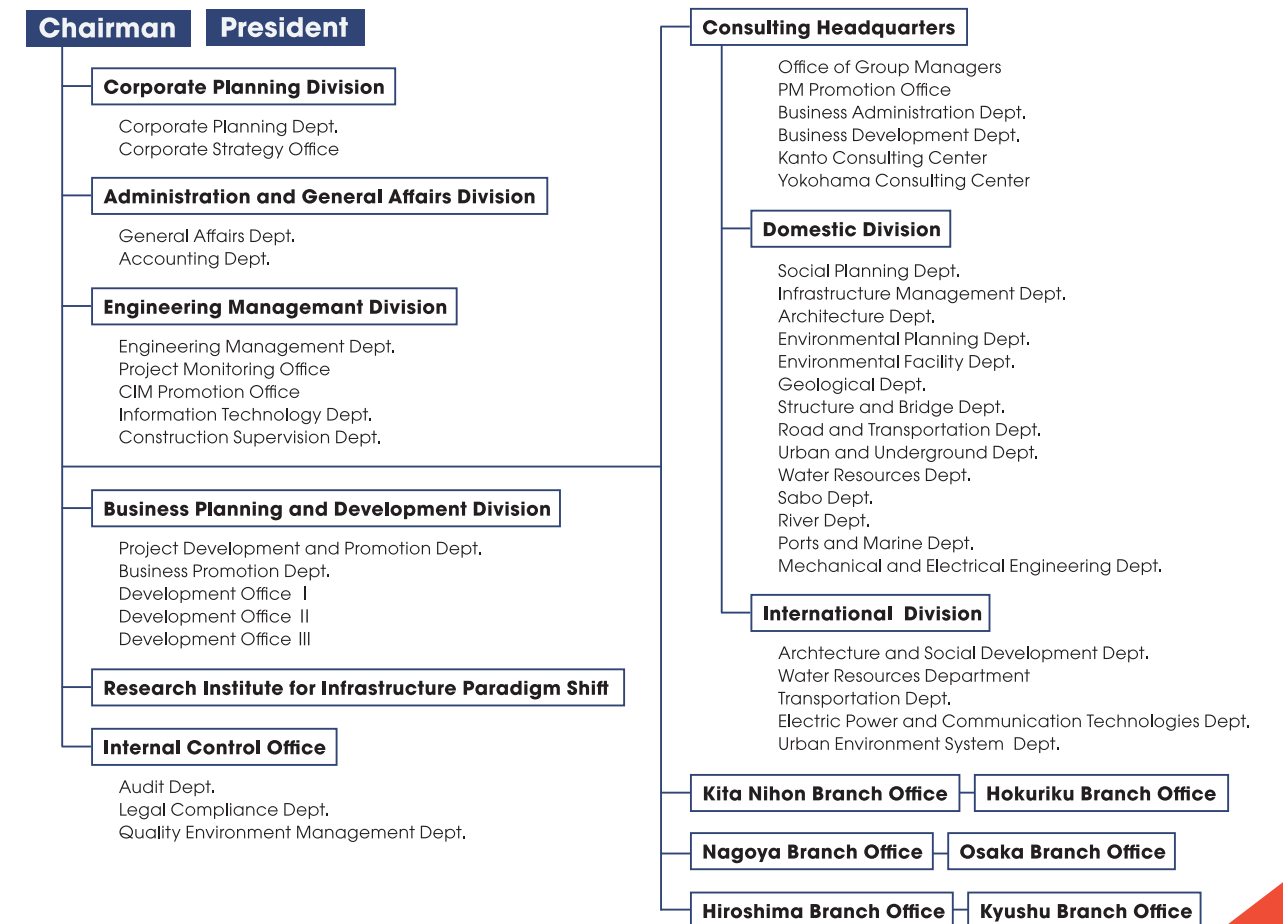 Chairman President
Corporate Planning Division
Corporate Planning Dept.
Corporate Strategy Office
Administration and General Affairs Division
General Affairs Dept.
Accounting Dept.
Engineering Managemant Division
Engineering Management Dept.
Project Monitoring Office
CIM Promotion Office
Information Technology Dept.
Construction Supervision Dept.
Business Planning and Development Division
Project Development and Promotion Dept.
Business Promotion Dept.
Development Office I
Development Office II
Development Office III
Research Institute for Infrastructure Paradigm Shift
Internal Control Office
Audit Dept.
Legal Compliance Dept.
Quality Environment Management Dept.
Consulting Headquarters
Office of Group Managers
PM Promotion Office
Business Administration Dept.
Business Development Dept.
Kanto Consulting Center
Yokohama Consulting Center
Domestic Division
Social Planning Dept.
Infrastructure Management Dept.
Architecture Dept.
Environmental Planning Dept.
Environmental Facility Dept.
Geological Dept.
Structure and Bridge Dept.
Road and Transportation Dept.
Urban and Underground Dept.
Water Resources Dept.
Sabo Dept.
River Dept.
Ports and Marine Dept.
Mechanical and Electrical Engineering Dept.
International Division
Archtecture and Social Development Dept.
Water Resources Department
Transportation Dept.
Electric Power and Communication Technologies Dept.
Urban Environment System Dept.
Kita Nihon Branch Office Hokuriku Branch Office
Nagoya Branch Office Osaka Branch Office
Hiroshima Branch Office Kyushu Branch Office